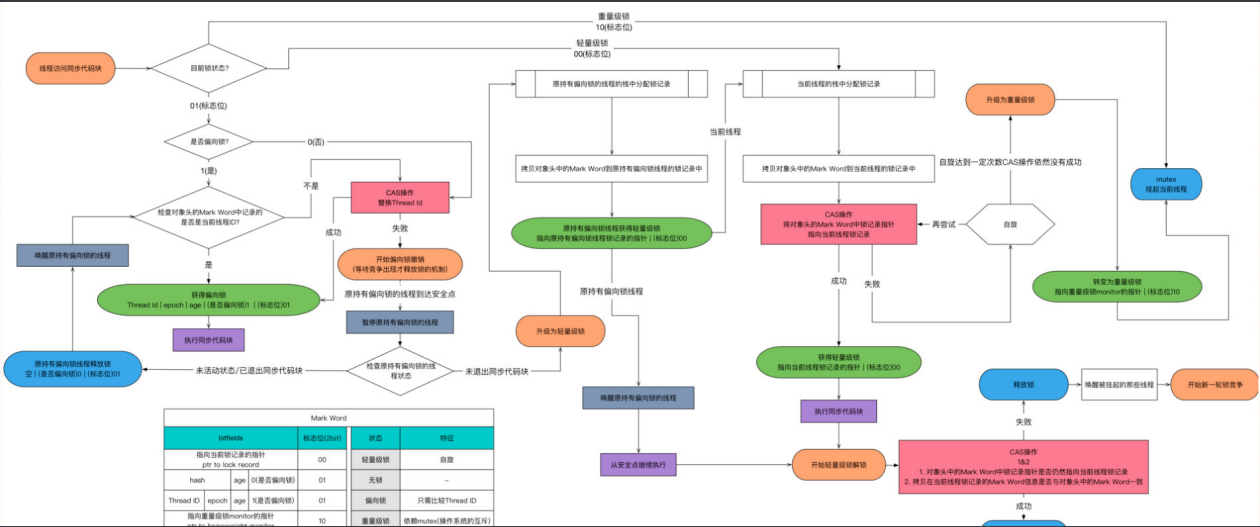 重量级锁
10(标志位)
轻量级锁
00(标志位)
线程访问同步代码块
目前锁状态?
原持有偏向锁的线程的栈中分配锁记录
当前线程的栈中分配锁记录
升级为重量级锁
01(标志位)
是否偏向锁?
0(否)
当前线程
1(是)
不是
拷贝对象头中的Mark Word到原持有偏向锁线程的锁记录中
拷贝对象头中的Mark Word到当前线程的锁记录中
自旋达到一定次数CAS操作依然没有成功
mutex
挂起当前线程
CAS操作
替换Thread Id
检查对象头的Mark Word中记录的
是否是当前线程ID?
成功
失败
原持有偏向锁线程获得轻量级锁
指向原持有偏向锁线程锁记录的指针 | (标志位)00
CAS操作
将对象头的Mark Word中锁记录指针
指向当前线程锁记录
再尝试
自旋
唤醒原持有偏向锁的线程
是
开始偏向锁撤销
(等待竞争出现才释放锁的机制)
成功
失败
获得偏向锁
Thread Id | epoch | age | (是否偏向锁)1 | (标志位)01
原持有偏向锁的线程到达安全点
原持有偏向锁线程
转变为重量级锁
指向重量级锁monitor的指针 | (标志位)10
执行同步代码块
暂停原持有偏向锁的线程
升级为轻量级锁
原持有偏向锁线程释放锁
空 | (是否偏向锁)0 | (标志位)01
未活动状态/已退出同步代码块
检查原持有偏向锁的线
程状态
未退出同步代码块
获得轻量级锁
指向当前线程锁记录的指针 | (标志位)00
唤醒原持有偏向锁的线程
执行同步代码块
释放锁
唤醒被挂起的那些线程
开始新一轮锁竞争
失败
从安全点继续执行
开始轻量级锁解锁
CAS操作
1&2
1. 对象头中的Mark Word中锁记录指针是否仍然指向当前线程锁记录
2. 拷贝在当前线程锁记录的Mark Word信息是否与对象头中的Mark Word一致
成功
Mark Word
bitfields 标志位(2bit) 状态 特征
指向当前锁记录的指针
ptr to lock record
00 轻量级锁 自旋
hash age 0(是否偏向锁) 01 无锁 –
Thread ID epoch age 1(是否偏向锁) 01 偏向锁 只需比较Thread ID
指向重量级锁monitor的指针
10 重量级锁 依赖mutex(操作系统的互斥)